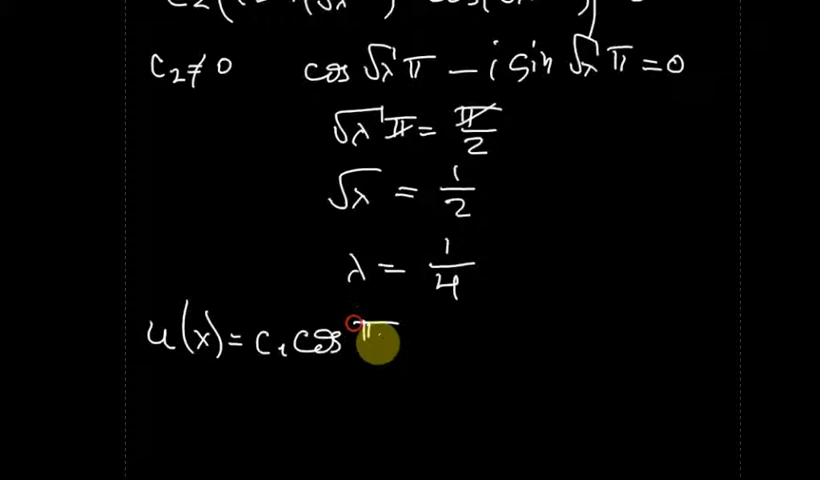 C₂≠0 cos √λ π − i sin √λ π = 0
√λ π = π/2
√λ = 1/2
λ = 1/4
u(x) = C₁ cos π